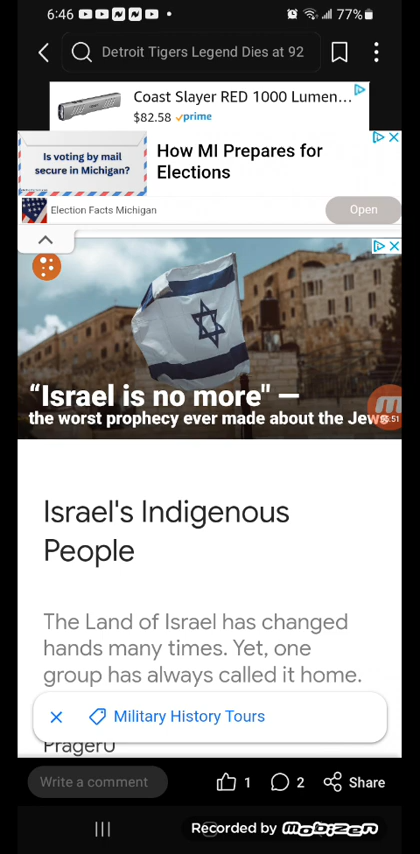 6:46
77%
Detroit Tigers Legend Dies at 92
Coast Slayer RED 1000 Lumen...
$82.58 prime
Is voting by mail
secure in Michigan?
How MI Prepares for
Elections
Election Facts Michigan
Open
“Israel is no more" —
the worst prophecy ever made about the Jews
Israel's Indigenous
People
The Land of Israel has changed
hands many times. Yet, one
group has always called it home.
Military History Tours
PragerU
Write a comment
1
2
Share
Recorded by Mobizen